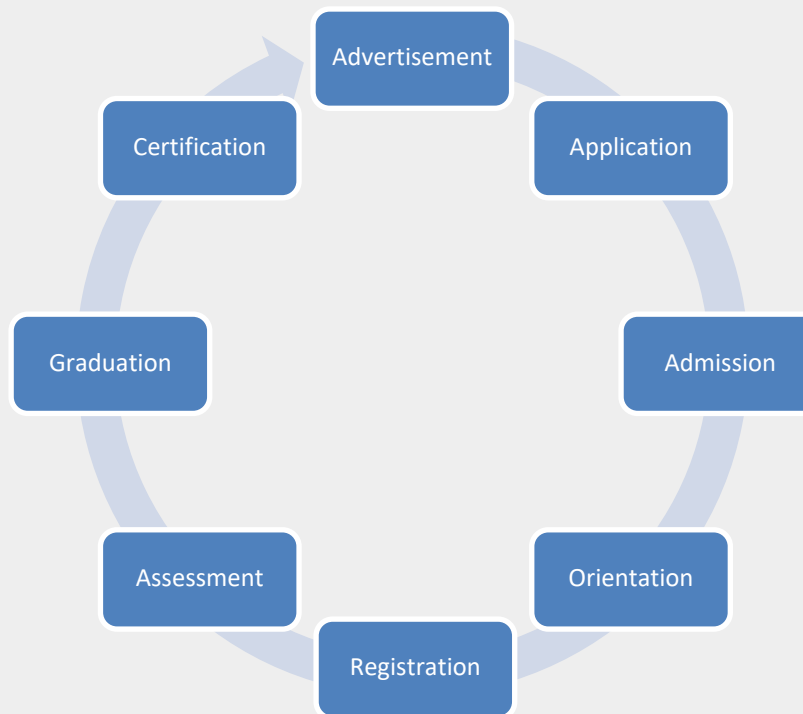 Advertisement
Application
Admission
Orientation
Registration
Assessment
Graduation
Certification